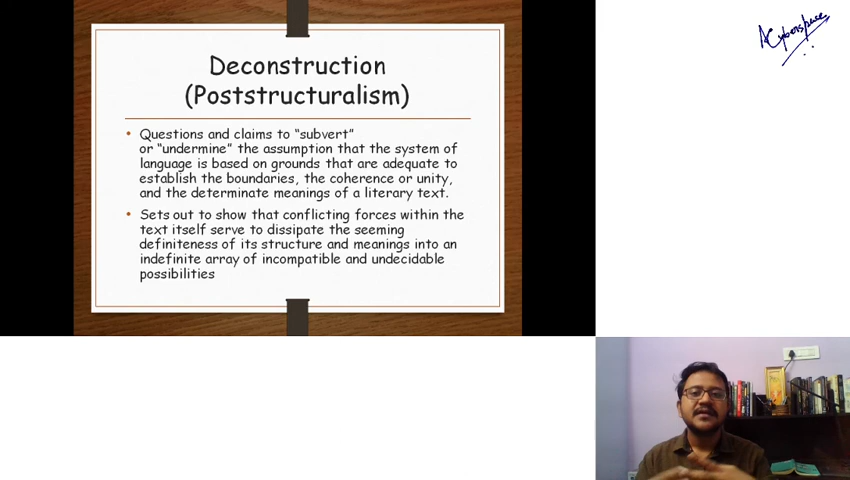 Deconstruction
(Poststructuralism)
• Questions and claims to “subvert”
or “undermine” the assumption that the system of
language is based on grounds that are adequate to
establish the boundaries, the coherence or unity,
and the determinate meanings of a literary text.
• Sets out to show that conflicting forces within the
text itself serve to dissipate the seeming
definiteness of its structure and meanings into an
indefinite array of incompatible and undecidable
possibilities
Cyberspace